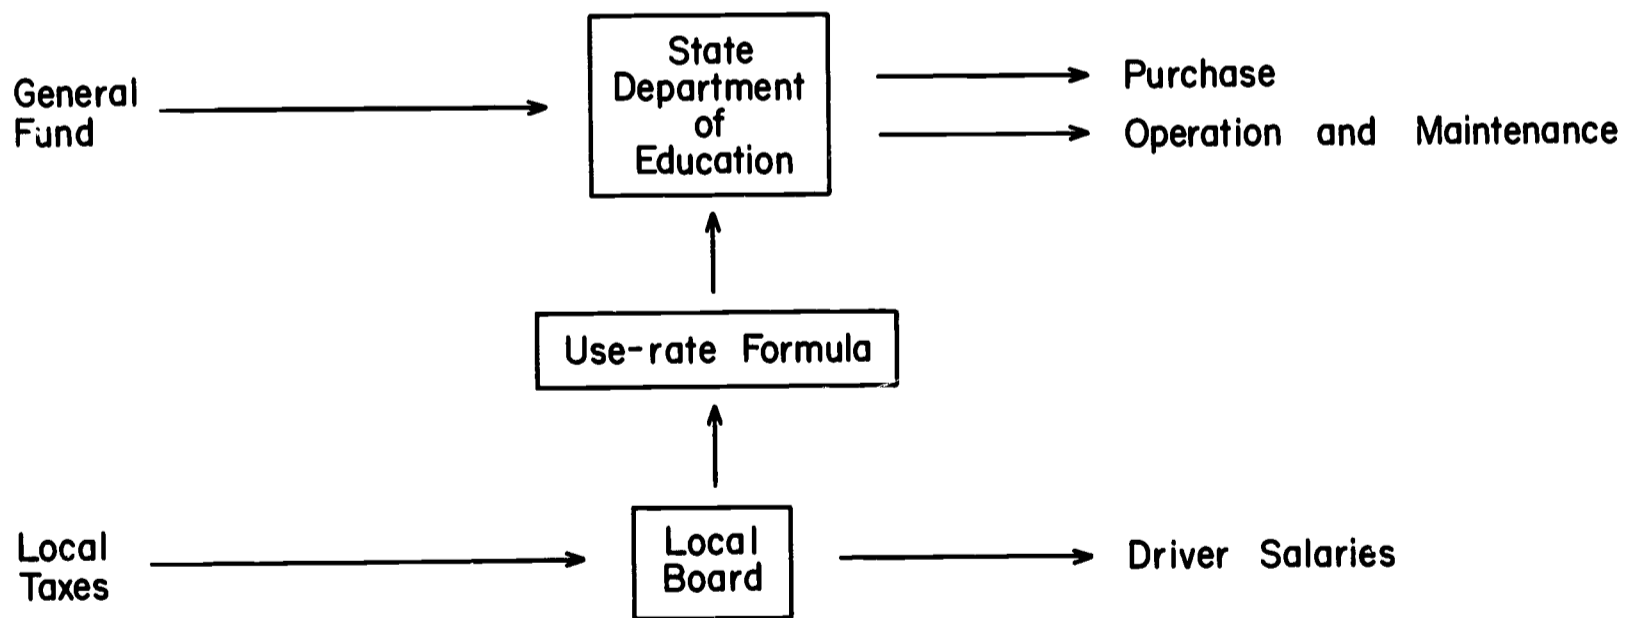 General
Fund
State
Department
of
Education
Purchase
Operation and Maintenance
Use-rate Formula
Local
Taxes
Local
Board
Driver Salaries